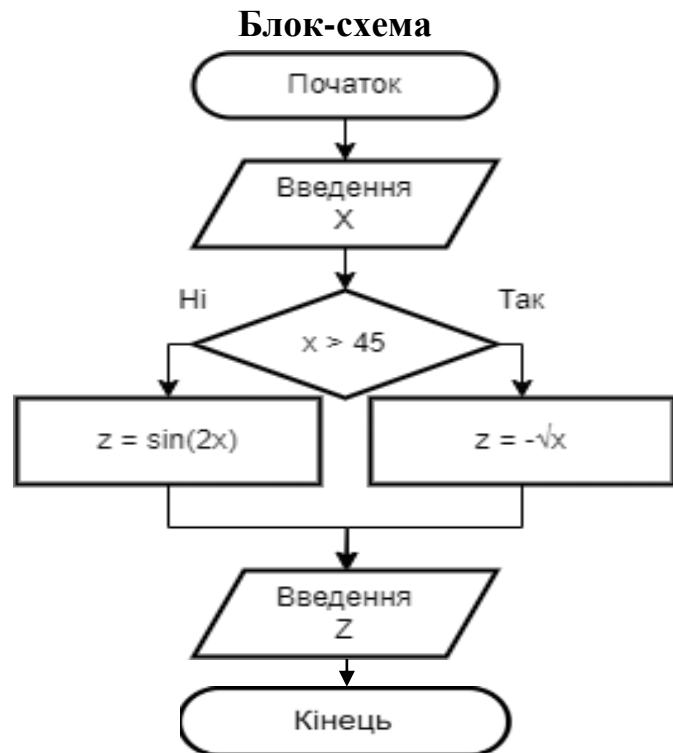 Блок-схема
Початок
Введення
X
Ні
Так
x > 45
z = sin(2x)
z = -√x
Введення
Z
Кінець